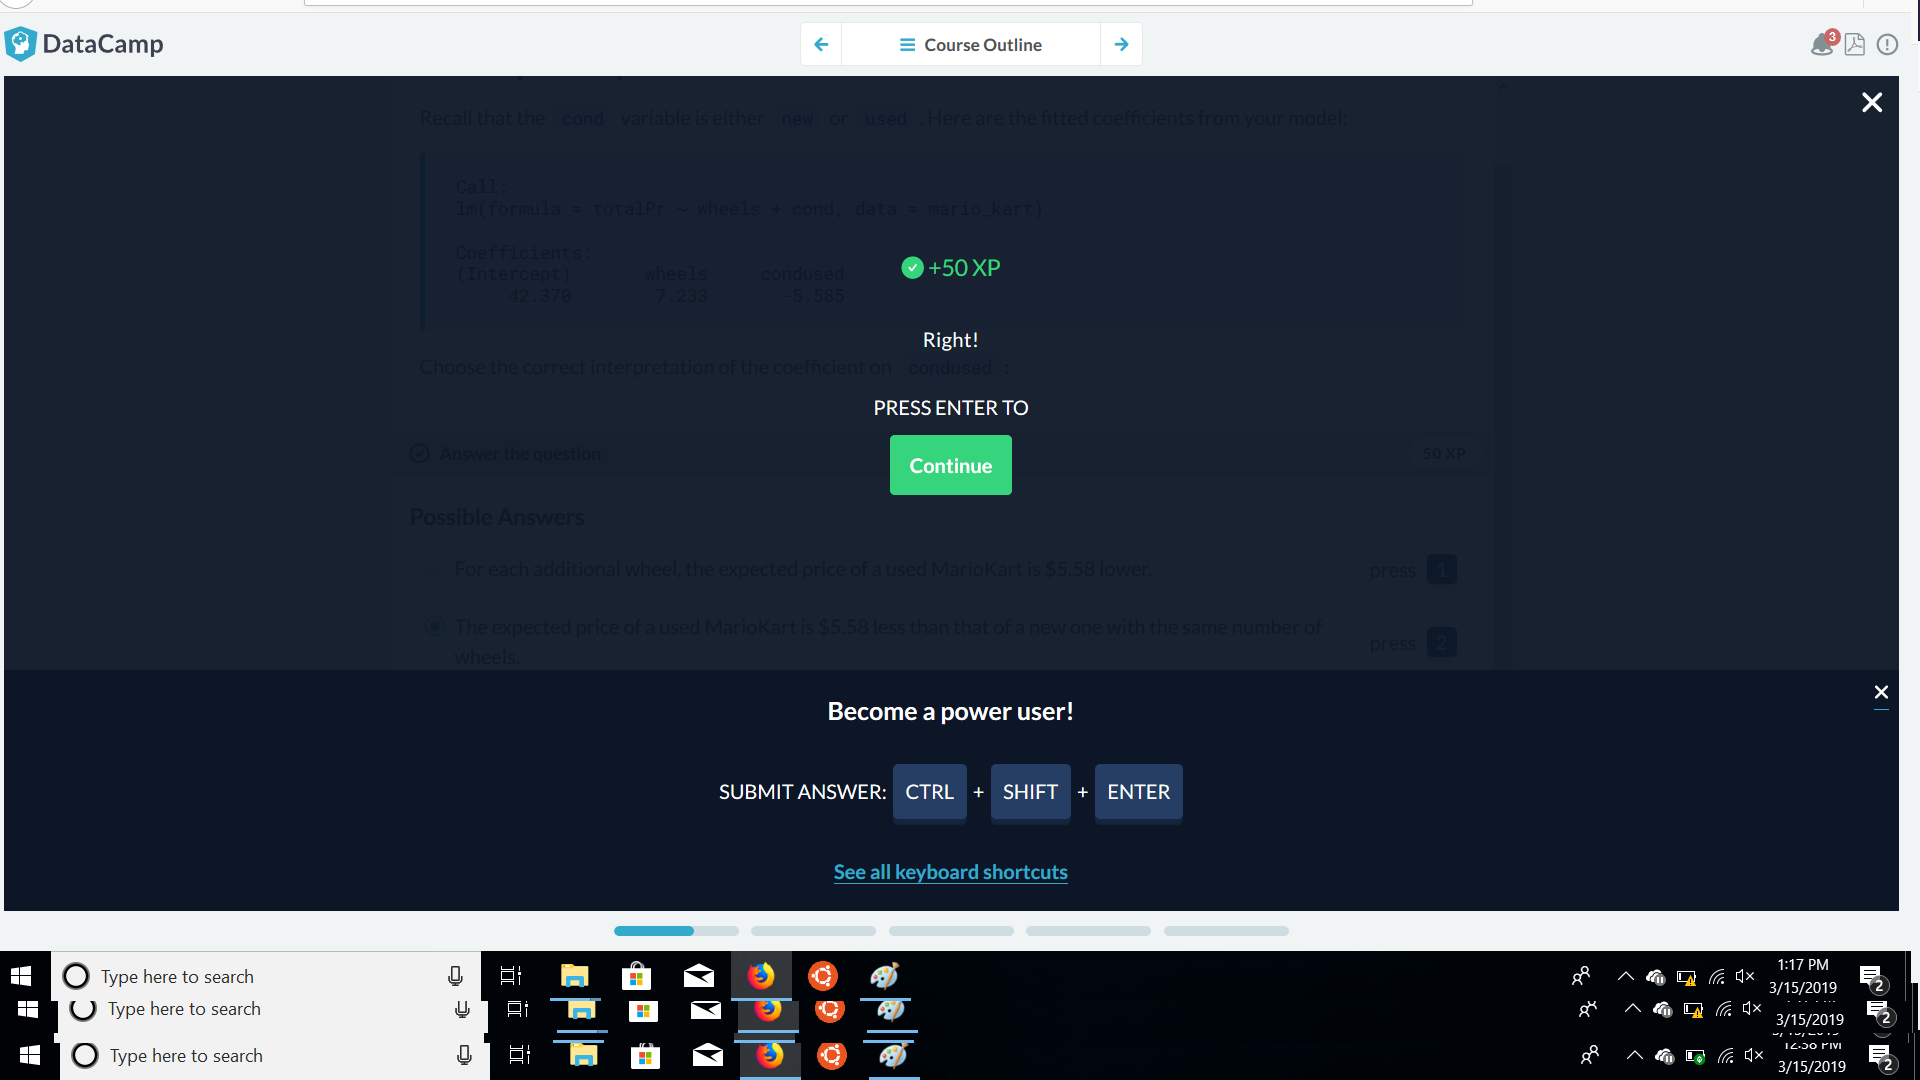 DataCamp
Course Outline
3
Recall that the cond variable is either new or used . Here are the fitted coefficients from your model:
Call:
lm(formula = totalPr ~ wheels + cond, data = mario_kart)
Coefficients:
(Intercept) wheels condused
42.370 7.233 -5.585
+50 XP
Right!
Choose the correct interpretation of the coefficient on condused :
PRESS ENTER TO
Continue
Answer the question
50 XP
Possible Answers
For each additional wheel, the expected price of a used MarioKart is $5.58 lower.
press 1
The expected price of a used MarioKart is $5.58 less than that of a new one with the same number of
wheels.
press 2
Become a power user!
SUBMIT ANSWER: CTRL + SHIFT + ENTER
See all keyboard shortcuts
Type here to search
1:17 PM
3/15/2019
2
Type here to search
3/15/2019
2
Type here to search
12:38 PM
3/15/2019
2